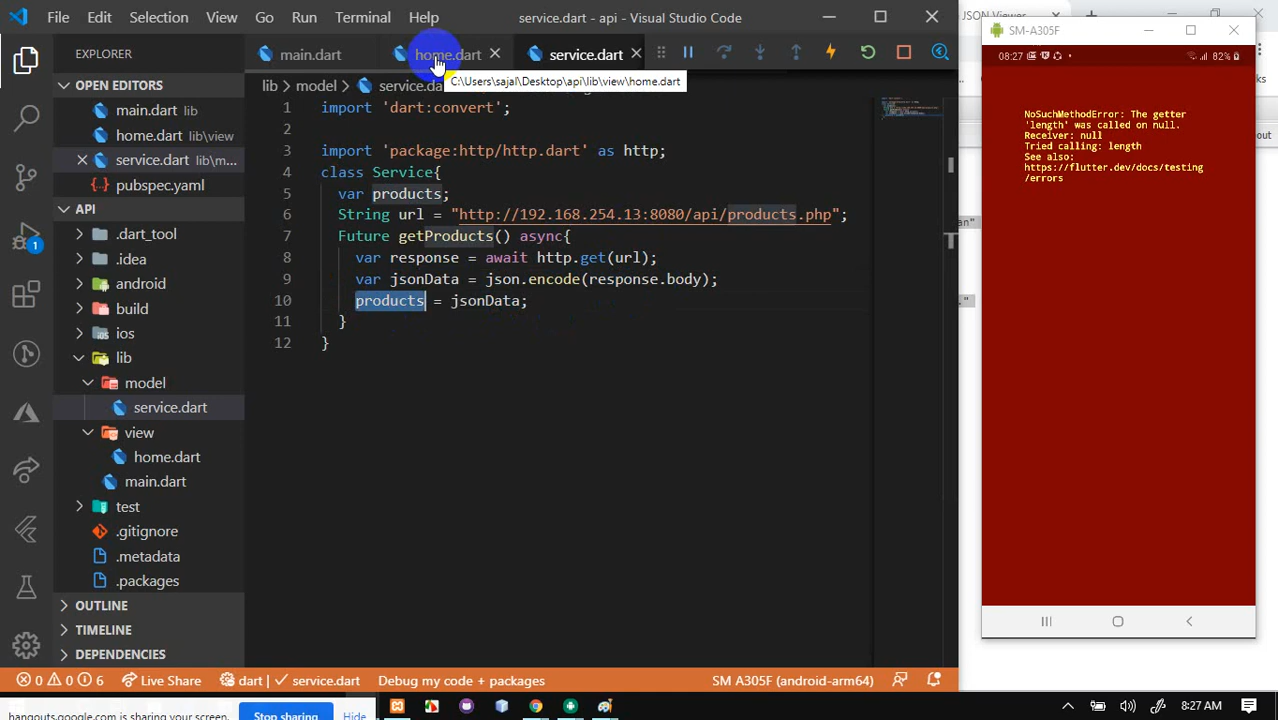 File Edit Selection View Go Run Terminal Help service.dart - api - Visual Studio Code
JSON Viewer
EXPLORER
main.dart home.dart service.dart
C:\Users\sajal\Desktop\api\lib\view\home.dart
OPEN EDITORS
main.dart lib
home.dart lib\view
service.dart lib\m...
pubspec.yaml
API
.dart_tool
.idea
android
build
ios
lib
model
service.dart
view
home.dart
main.dart
test
.gitignore
.metadata
.packages
OUTLINE
TIMELINE
DEPENDENCIES
1
lib > model >
1 import 'dart:convert';
2
3 import 'package:http/http.dart' as http;
4 class Service{
5 var products;
6 String url = "http://192.168.254.13:8080/api/products.php";
7 Future getProducts() async{
8 var response = await http.get(url);
9 var jsonData = json.encode(response.body);
10 products = jsonData;
11 }
12 }
SM-A305F
08:27 82%
NoSuchMethodError: The getter
'length' was called on null.
Receiver: null
Tried calling: length
See also:
https://flutter.dev/docs/testing
/errors
0 0 6 Live Share dart | service.dart Debug my code + packages SM A305F (android-arm64)
hangouts.google.com is sharing your screen. Stop sharing Hide
8:27 AM